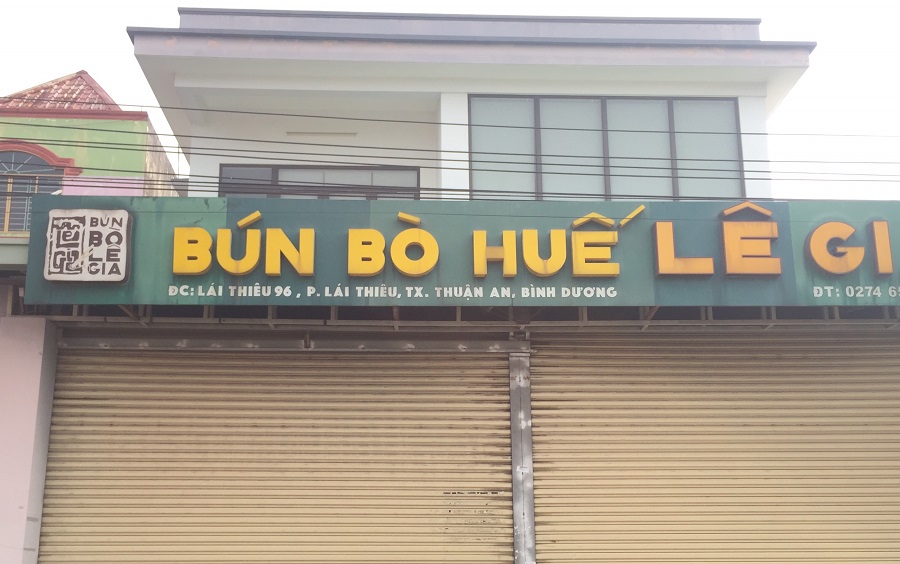 BÚN
BÒ
LÊ
GIA
BÚN BÒ HUẾ LÊ GI
ĐC: LÁI THIÊU 96 , P. LÁI THIÊU, TX. THUẬN AN, BÌNH DƯƠNG
ĐT: 0274 6